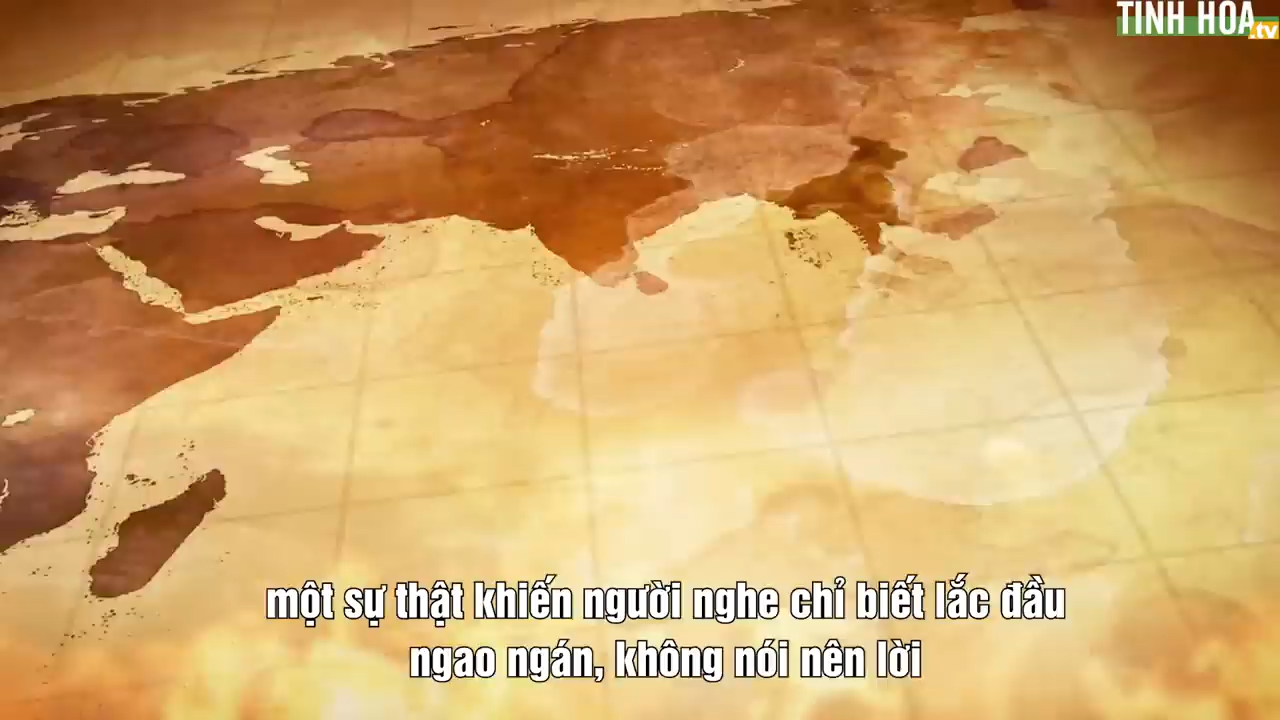 TINH HOA
.tv
một sự thật khiến người nghe chỉ biết lắc đầu
ngao ngán, không nói nên lời